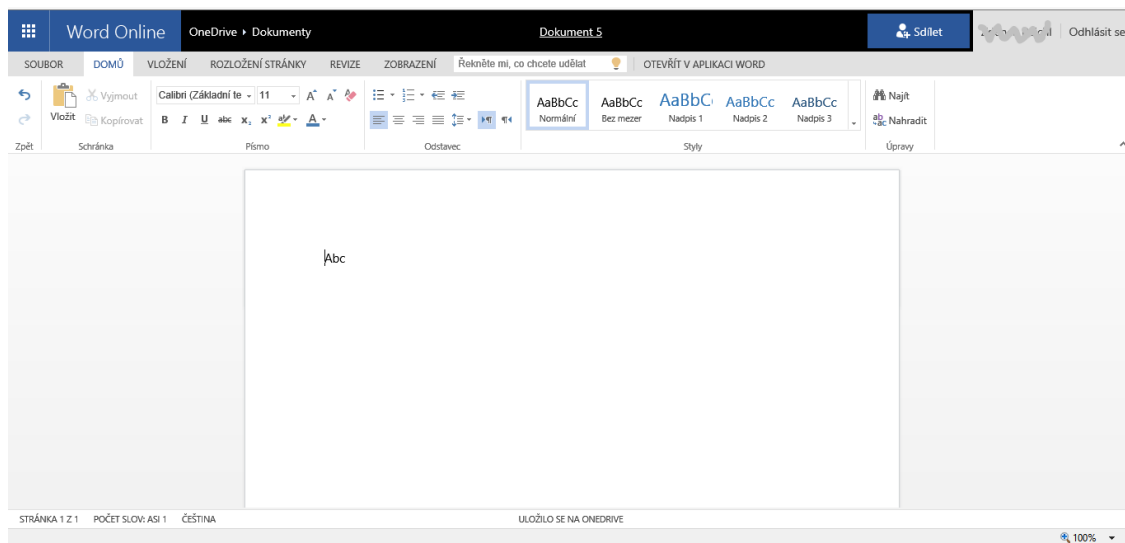 Word Online OneDrive ▸ Dokumenty Dokument 5 Sdílet Odhlásit se
SOUBOR DOMŮ VLOŽENÍ ROZLOŽENÍ STRÁNKY REVIZE ZOBRAZENÍ Řekněte mi, co chcete udělat OTEVŘÍT V APLIKACI WORD
Vyjmout Calibri (Základní te 11 Najít
Vložit Kopírovat B I U abc x₂ x² A Nahradit
AaBbCc AaBbCc AaBbC AaBbCc AaBbCc
Normální Bez mezer Nadpis 1 Nadpis 2 Nadpis 3
Zpět Schránka Písmo Odstavec Styly Úpravy
Abc
STRÁNKA 1 Z 1 POČET SLOV: ASI 1 ČEŠTINA ULOŽILO SE NA ONEDRIVE
100%